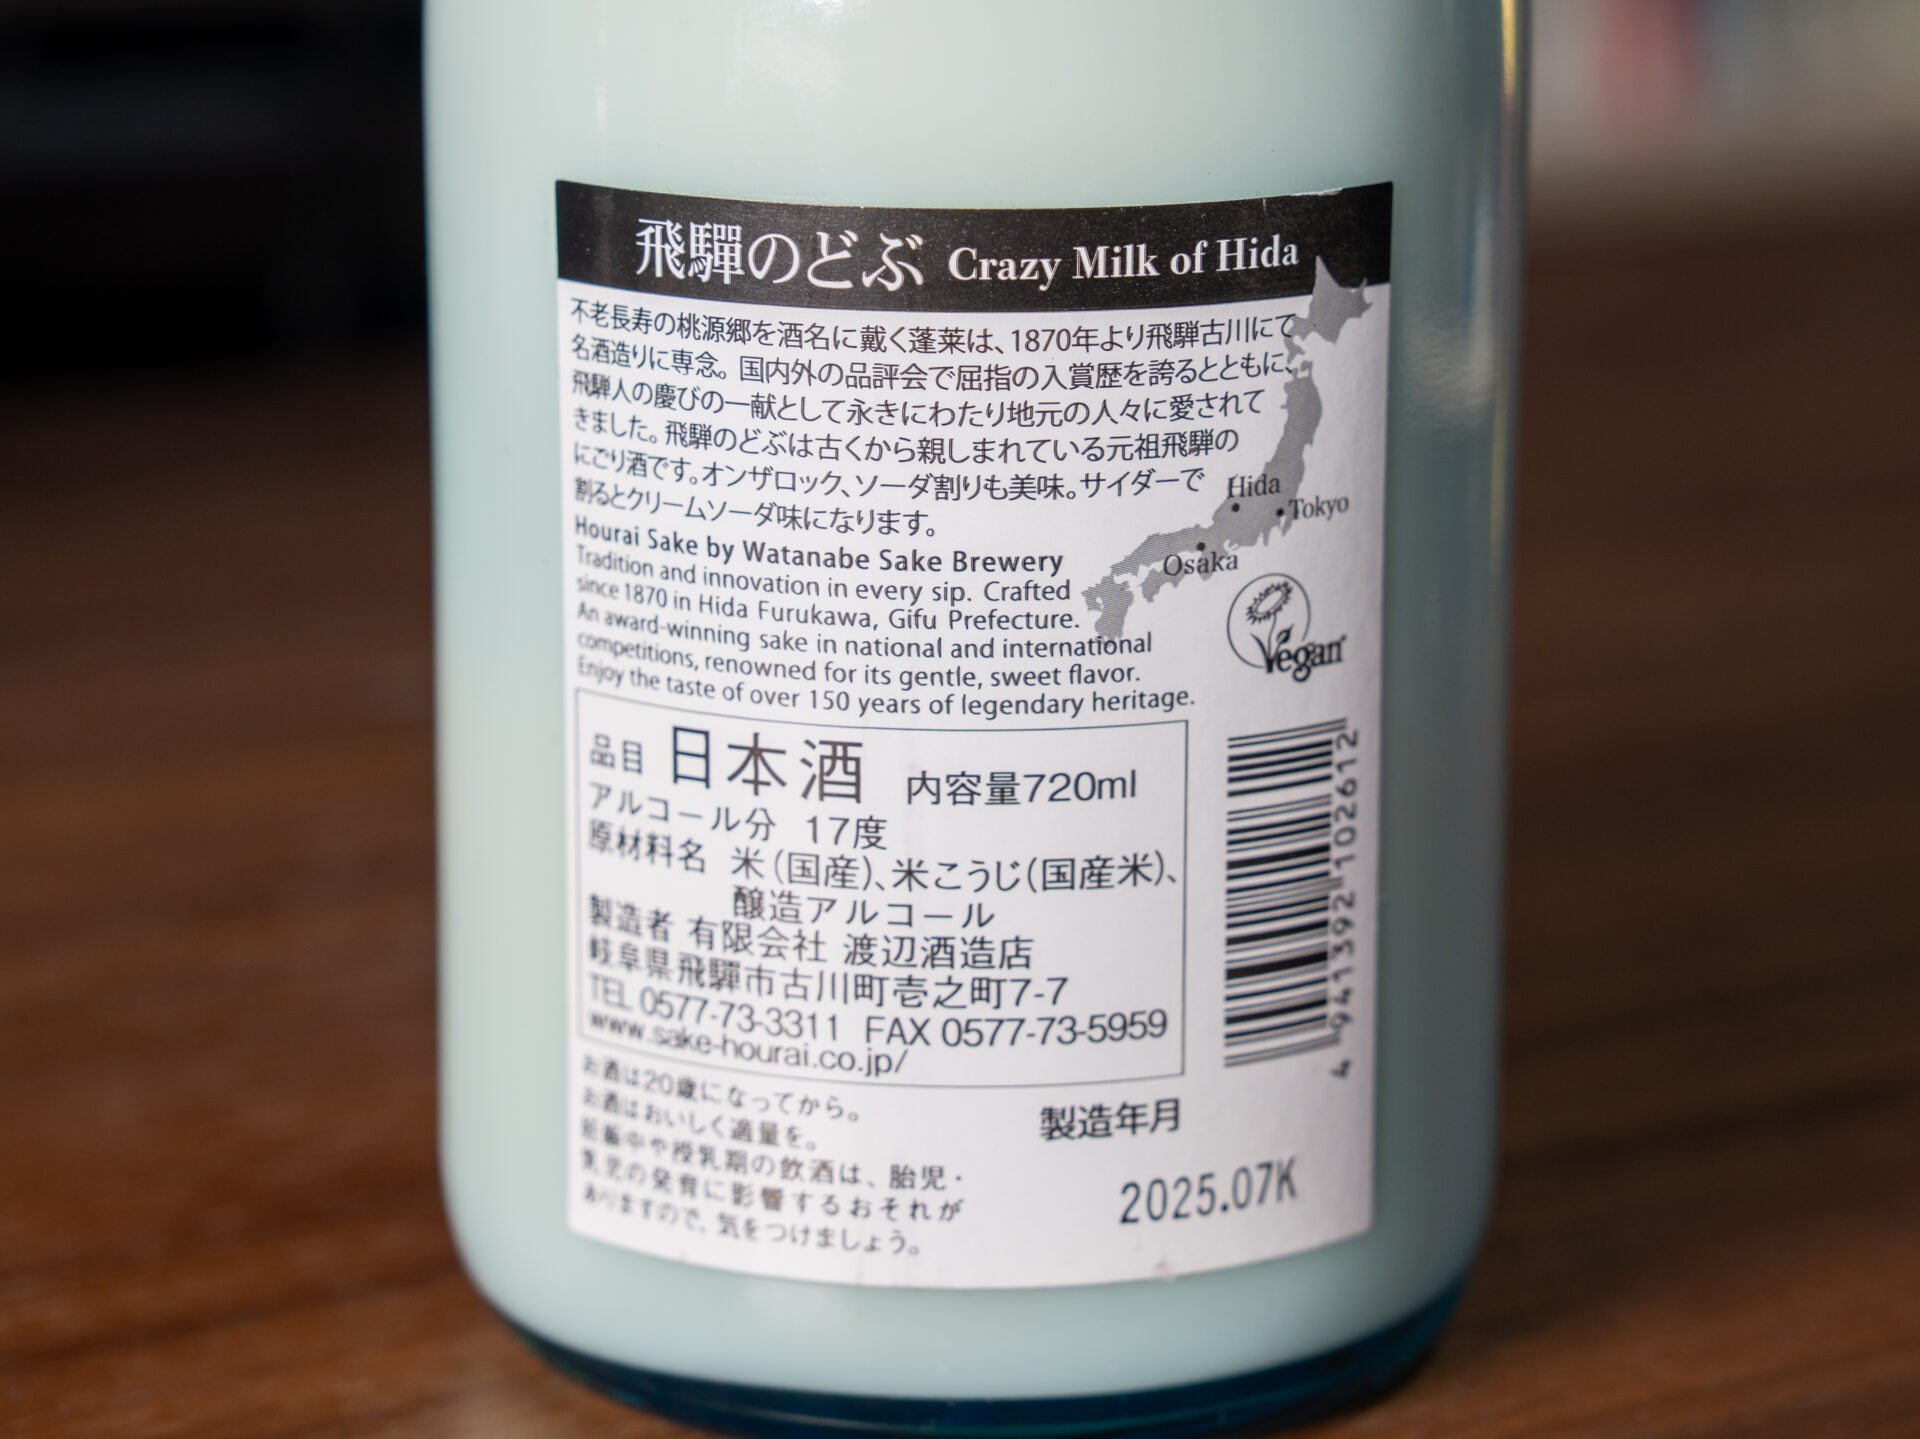 飛驒のどぶ Crazy Milk of Hida
不老長寿の桃源郷を酒名に戴く蓬莱は、1870年より飛騨古川にて
名酒造りに専念。国内外の品評会で屈指の入賞歴を誇るとともに、
飛騨人の慶びの一献として永きにわたり地元の人々に愛されて
きました。飛騨のどぶは古くから親しまれている元祖飛騨の
にごり酒です。オンザロック、ソーダ割りも美味。サイダーで
割るとクリームソーダ味になります。
Hida
Tokyo
Osaka
Hourai Sake by Watanabe Sake Brewery
Tradition and innovation in every sip. Crafted
since 1870 in Hida Furukawa, Gifu Prefecture.
An award-winning sake in national and international
competitions, renowned for its gentle, sweet flavor.
Enjoy the taste of over 150 years of legendary heritage.
Vegan
品目 日本酒 内容量720ml
アルコール分 17度
原材料名 米(国産)、米こうじ(国産米)、
醸造アルコール
製造者 有限会社 渡辺酒造店
岐阜県飛驒市古川町壱之町7-7
TEL 0577-73-3311 FAX 0577-73-5959
www.sake-hourai.co.jp/
4 941392 102612
お酒は20歳になってから。
お酒はおいしく適量を。
妊娠中や授乳期の飲酒は、胎児・
乳児の発育に影響するおそれが
ありますので、気をつけましょう。
製造年月
2025.07K